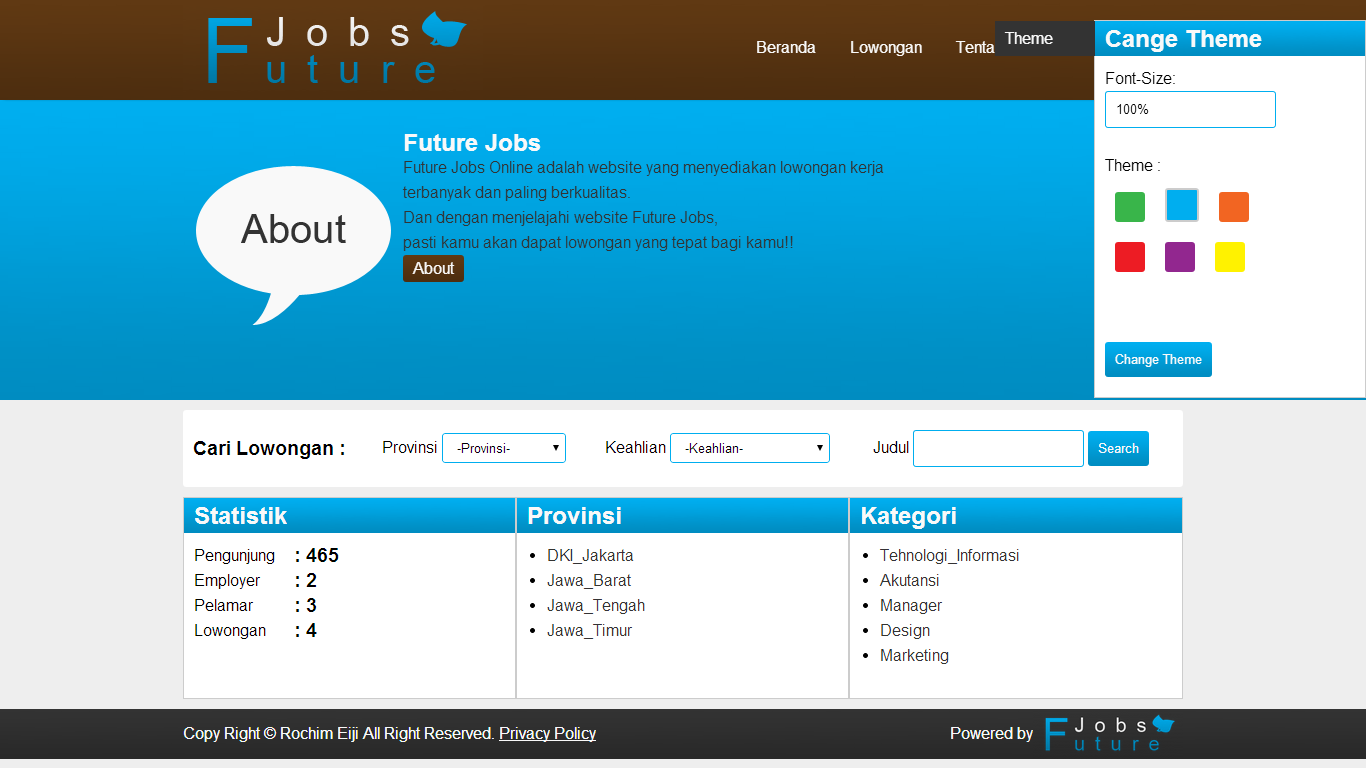 F Jobs
uture
Beranda Lowongan Tenta
Theme
Cange Theme
Font-Size:
100%
Theme :
Change Theme
About
Future Jobs
Future Jobs Online adalah website yang menyediakan lowongan kerja
terbanyak dan paling berkualitas.
Dan dengan menjelajahi website Future Jobs,
pasti kamu akan dapat lowongan yang tepat bagi kamu!!
About
Cari Lowongan : Provinsi -Provinsi- Keahlian -Keahlian- Judul Search
Statistik
Pengunjung : 465
Employer : 2
Pelamar : 3
Lowongan : 4
Provinsi
DKI_Jakarta
Jawa_Barat
Jawa_Tengah
Jawa_Timur
Kategori
Tehnologi_Informasi
Akutansi
Manager
Design
Marketing
Copy Right © Rochim Eiji All Right Reserved. Privacy Policy
Powered by F Jobs
uture